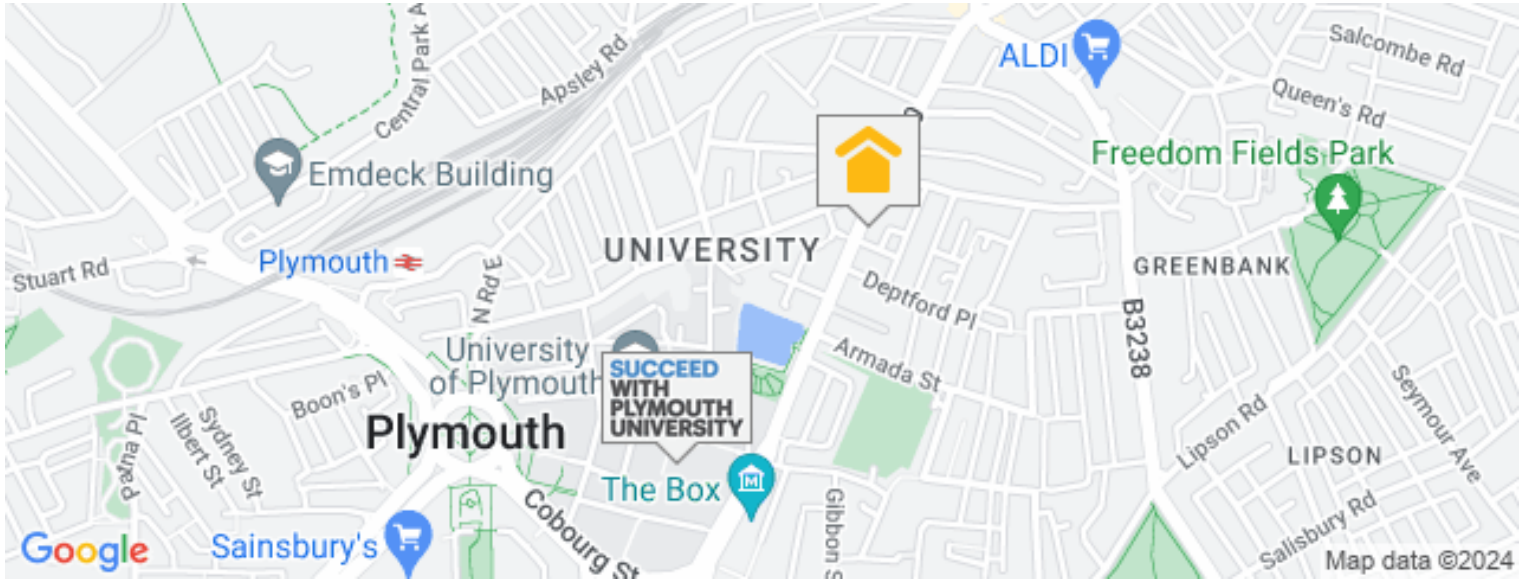 Central Park A
Apsley Rd
ALDI
Salcombe Rd
Queen's Rd
Emdeck Building
Freedom Fields Park
Stuart Rd
Plymouth
N Rd E
UNIVERSITY
GREENBANK
Deptford Pl
B3238
University
of Plymouth
SUCCEED
WITH
PLYMOUTH
UNIVERSITY
Armada St
Boon's Pl
Plymouth
Patna Pl
Ilbert St
Sydney St
Seymour Ave
Lipson Rd
LIPSON
The Box
M
Gibbon S
Cobourg St
Sainsbury's
Salisbury Rd
Google
Map data ©2024